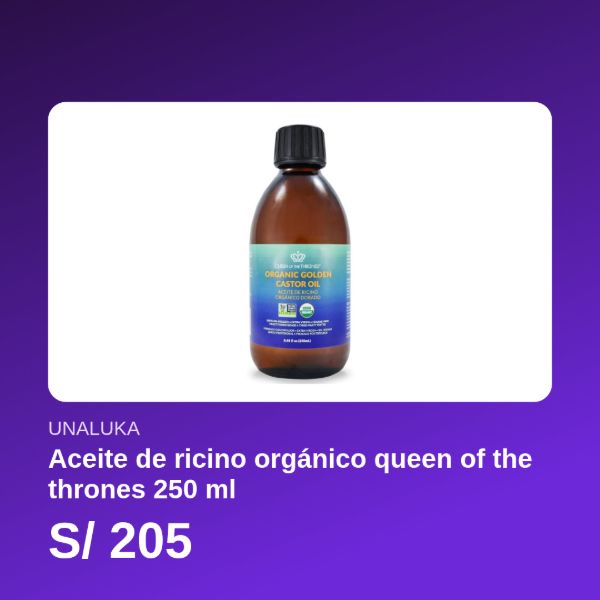 QUEEN OF THE THRONES
ORGANIC GOLDEN
CASTOR OIL
ACEITE DE RICINO
ORGÁNICO DORADO
UNALUKA
Aceite de ricino orgánico queen of the
thrones 250 ml
S/ 205